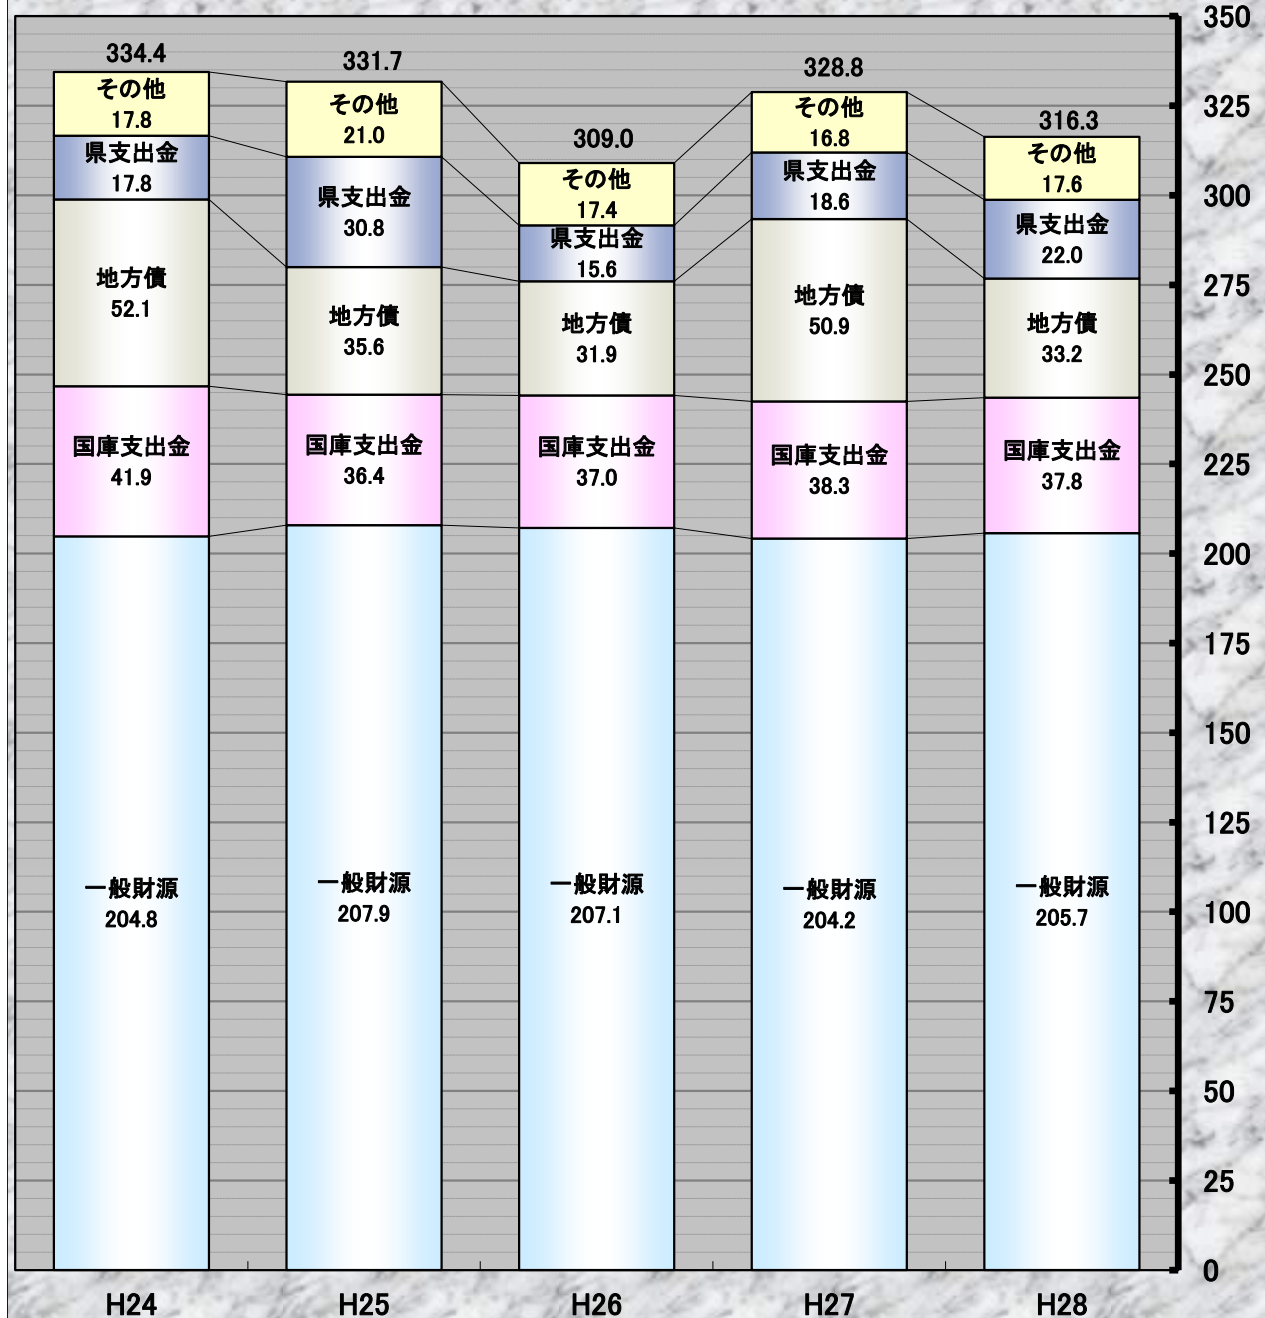 334.4
その他
17.8
県支出金
17.8
地方債
52.1
国庫支出金
41.9
一般財源
204.8
H24
331.7
その他
21.0
県支出金
30.8
地方債
35.6
国庫支出金
36.4
一般財源
207.9
H25
309.0
その他
17.4
県支出金
15.6
地方債
31.9
国庫支出金
37.0
一般財源
207.1
H26
328.8
その他
16.8
県支出金
18.6
地方債
50.9
国庫支出金
38.3
一般財源
204.2
H27
316.3
その他
17.6
県支出金
22.0
地方債
33.2
国庫支出金
37.8
一般財源
205.7
H28
350
325
300
275
250
225
200
175
150
125
100
75
50
25
0